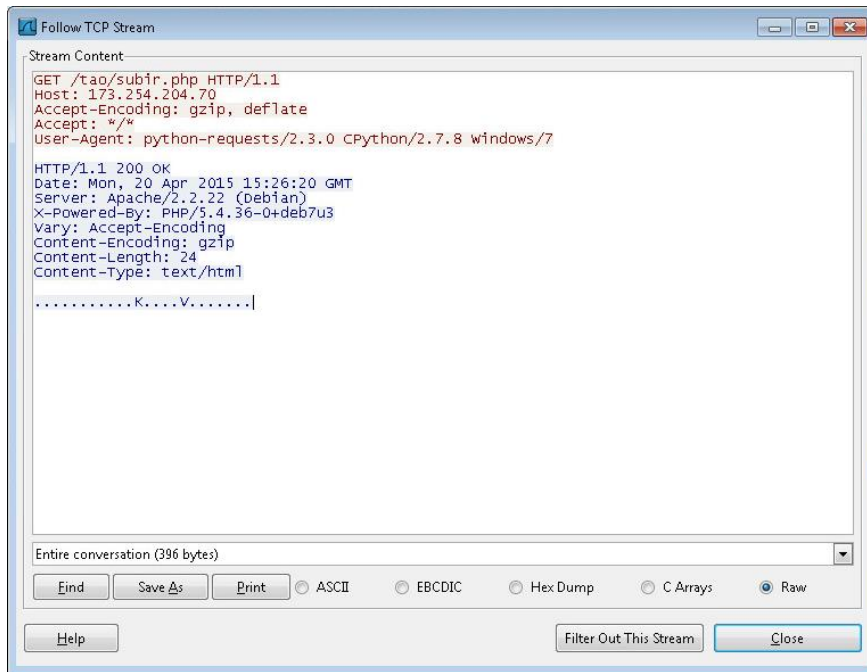 Follow TCP Stream
Stream Content
GET /tao/subir.php HTTP/1.1
Host: 173.254.204.70
Accept-Encoding: gzip, deflate
Accept: */*
User-Agent: python-requests/2.3.0 CPython/2.7.8 Windows/7
HTTP/1.1 200 OK
Date: Mon, 20 Apr 2015 15:26:20 GMT
Server: Apache/2.2.22 (Debian)
X-Powered-By: PHP/5.4.36-0+deb7u3
Vary: Accept-Encoding
Content-Encoding: gzip
Content-Length: 24
Content-Type: text/html
...........K....V.......
Entire conversation (396 bytes)
Find Save As Print ASCII EBCDIC Hex Dump C Arrays Raw
Help Filter Out This Stream Close